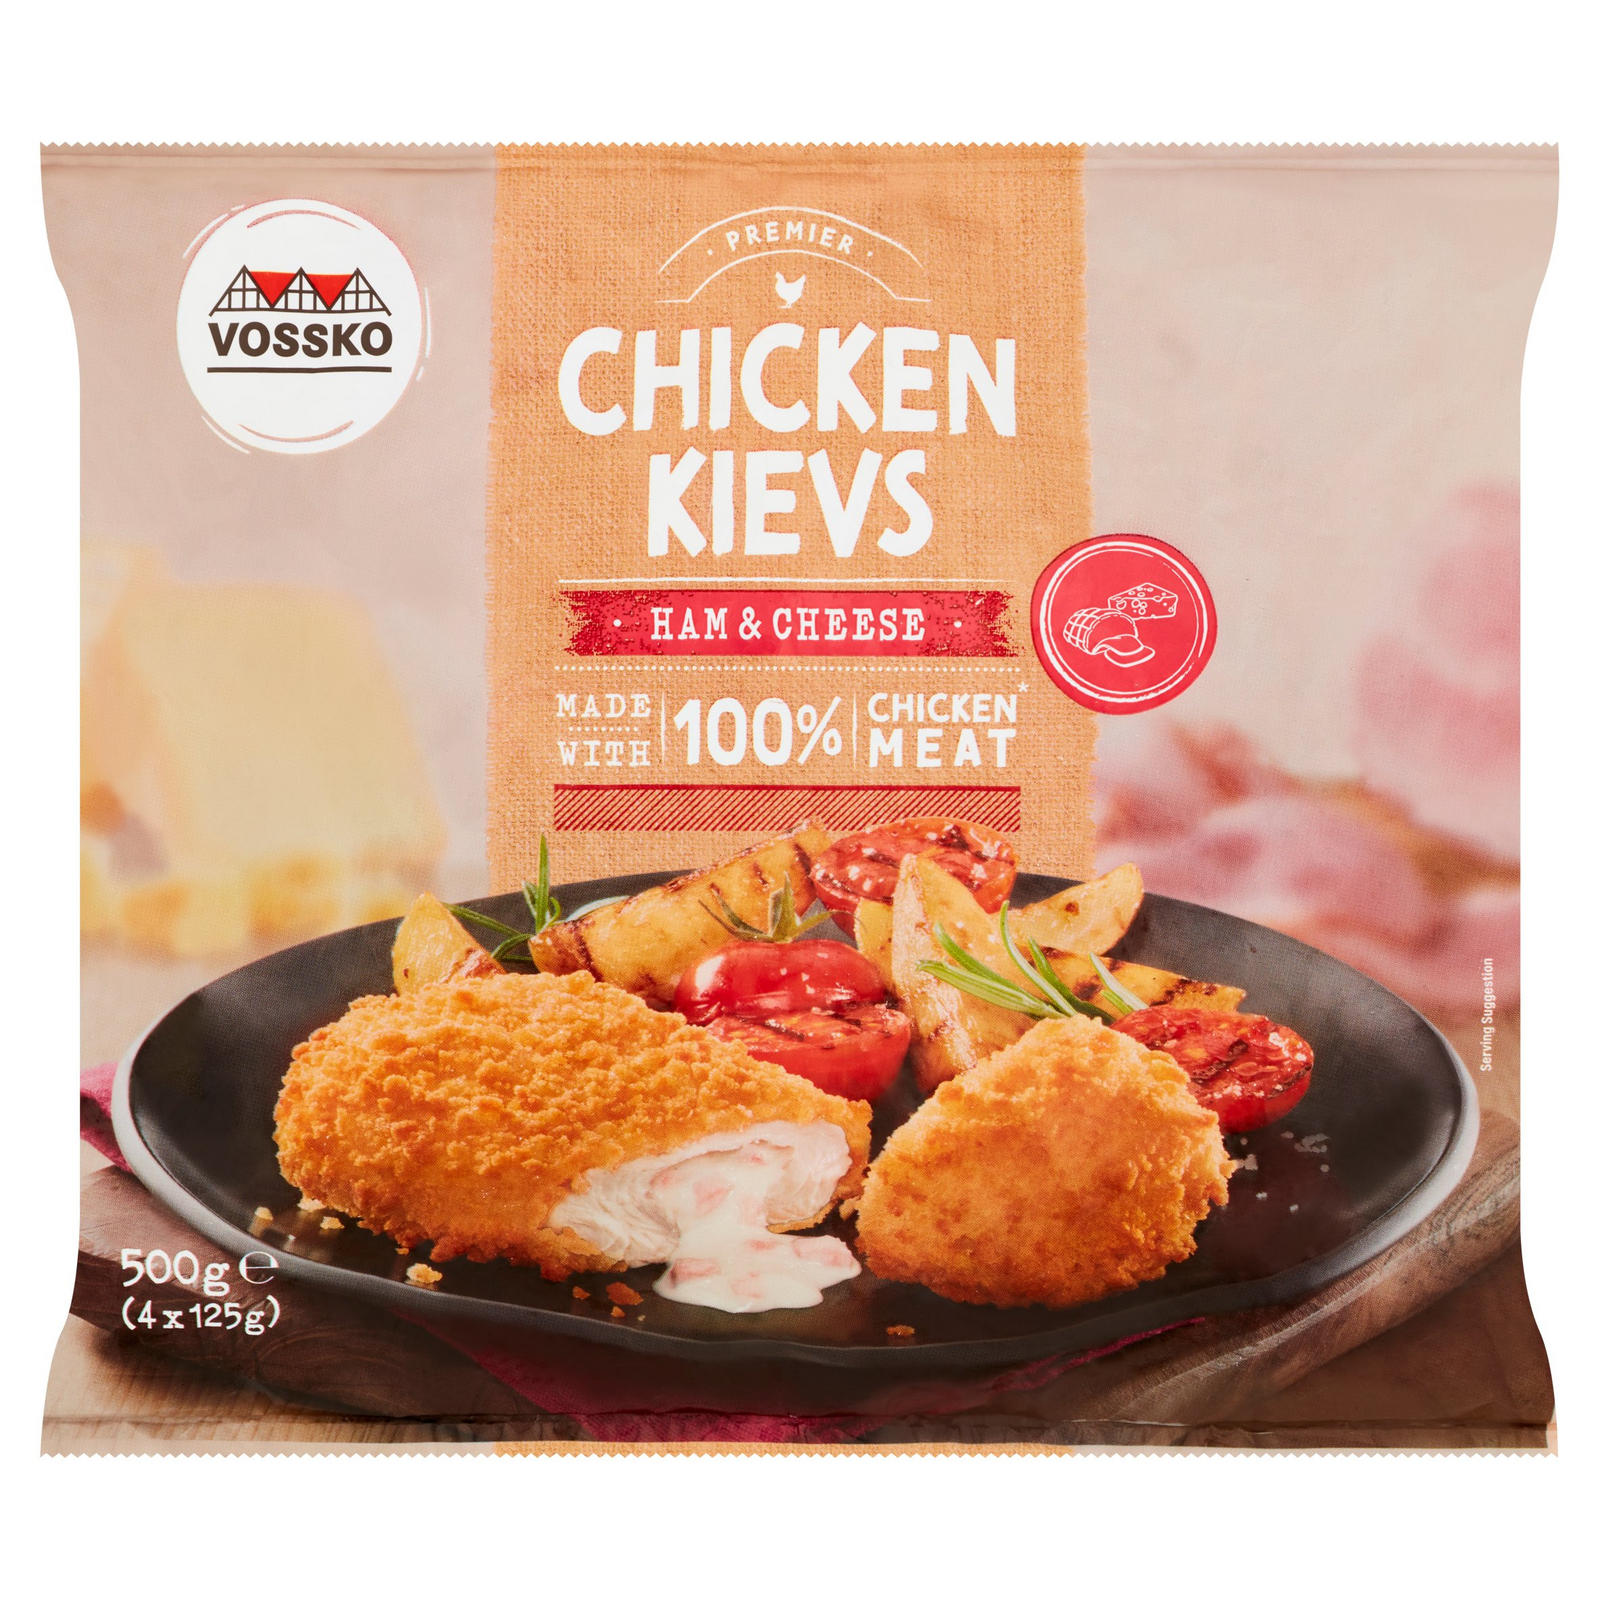 VOSSKO
· PREMIER ·
CHICKEN
KIEVS
· HAM & CHEESE ·
MADE WITH 100% CHICKEN* MEAT
Serving Suggestion
500g ℮
(4 x 125g)